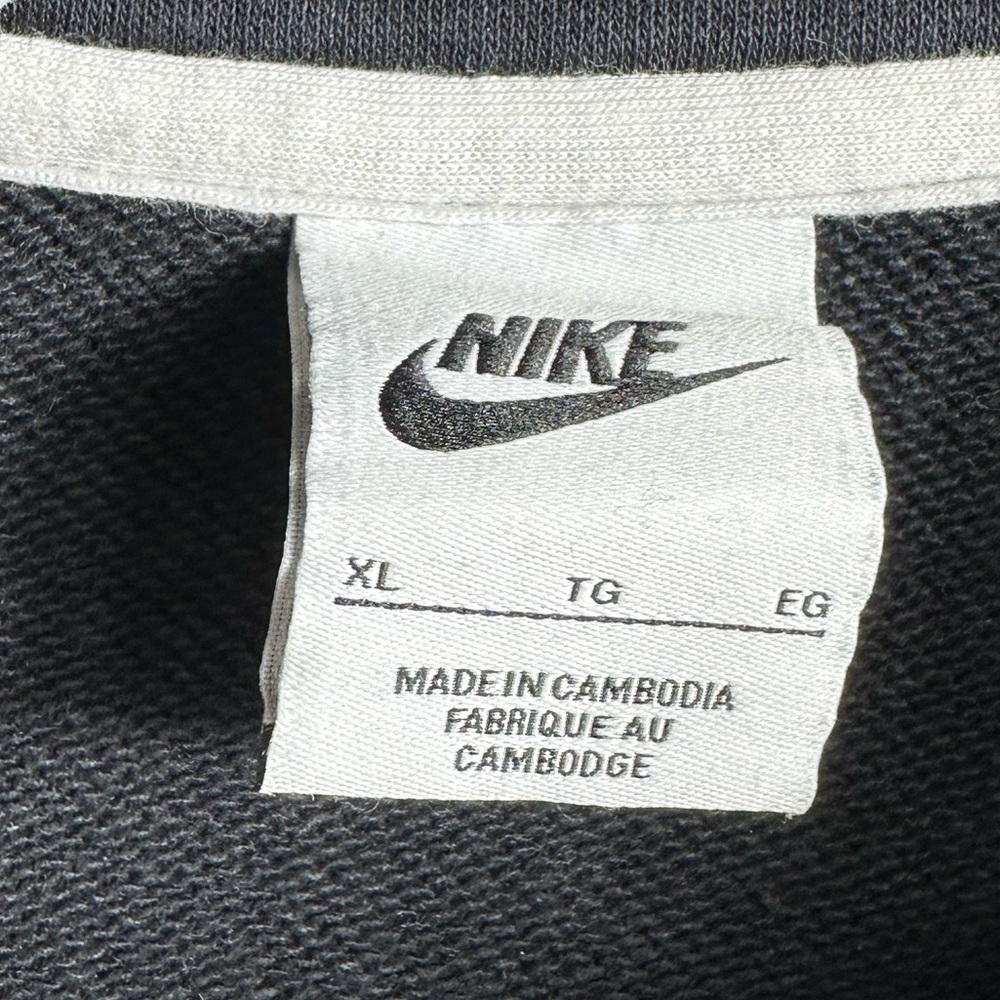 NIKE
XL TG EG
MADE IN CAMBODIA
FABRIQUE AU
CAMBODGE